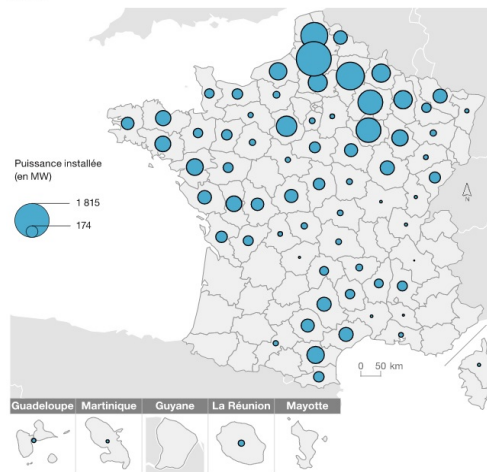 Puissance installée
(en MW)
1 815
174
N
0 50 km
Guadeloupe Martinique Guyane La Réunion Mayotte